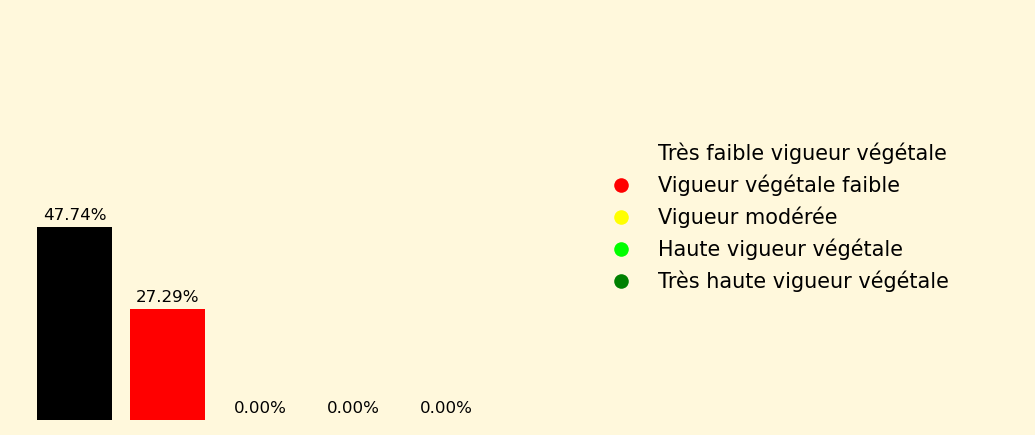 47.74%
27.29%
0.00% 0.00% 0.00%
Très faible vigueur végétale
Vigueur végétale faible
Vigueur modérée
Haute vigueur végétale
Très haute vigueur végétale